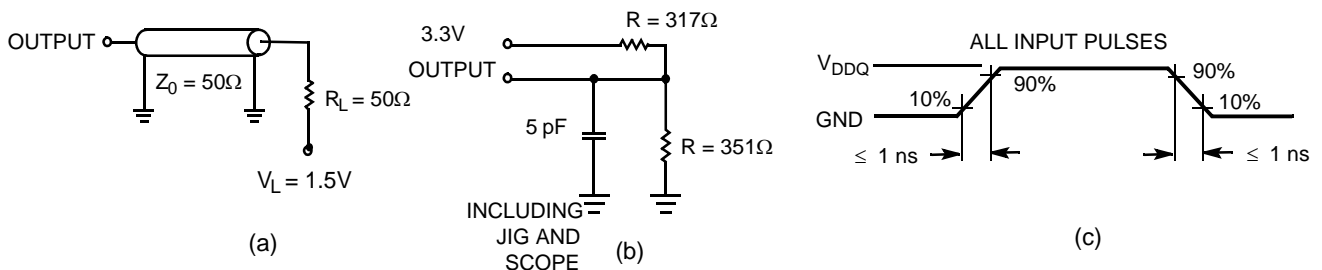 OUTPUT
Z0 = 50Ω
RL = 50Ω
VL = 1.5V
(a)
R = 317Ω
3.3V
OUTPUT
5 pF
R = 351Ω
INCLUDING
JIG AND
SCOPE
(b)
ALL INPUT PULSES
VDDQ
90%
90%
10%
10%
GND
≤ 1 ns
≤ 1 ns
(c)